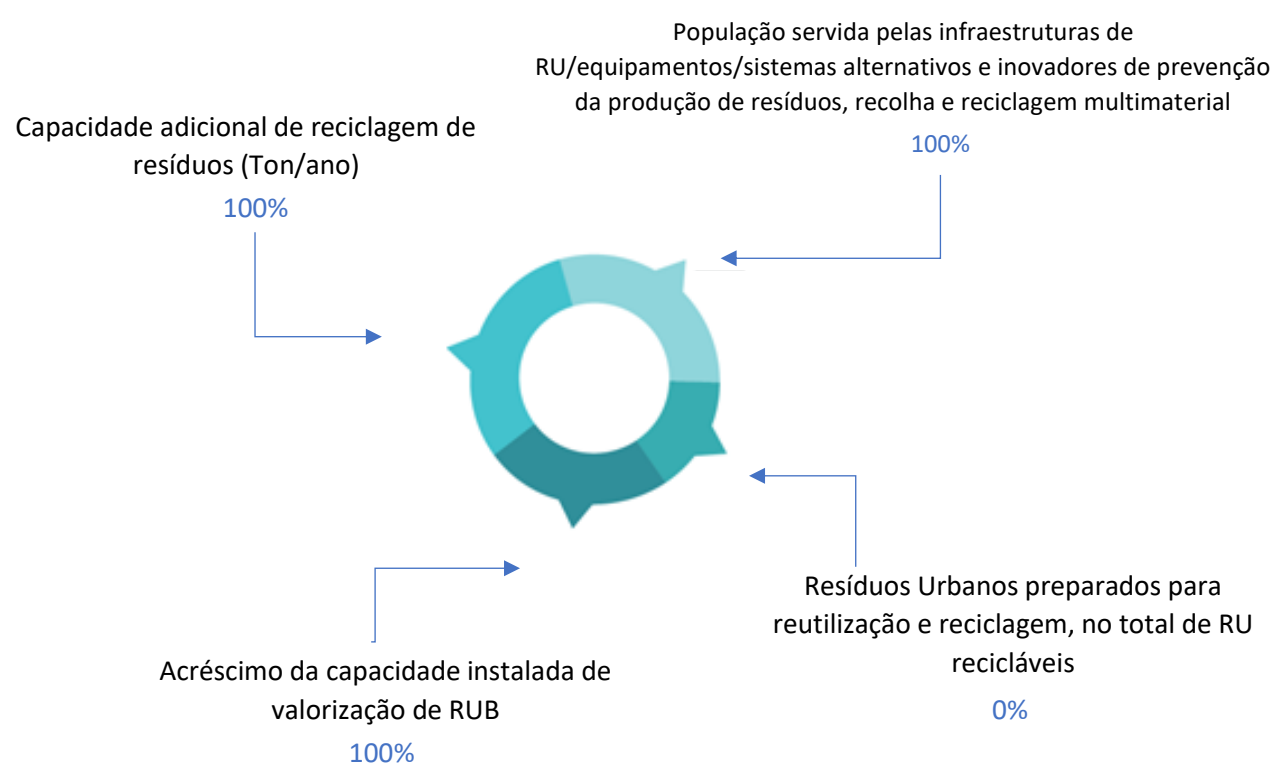 População servida pelas infraestruturas de
RU/equipamentos/sistemas alternativos e inovadores de prevenção
da produção de resíduos, recolha e reciclagem multimaterial
100%
Capacidade adicional de reciclagem de
resíduos (Ton/ano)
100%
Resíduos Urbanos preparados para
reutilização e reciclagem, no total de RU
recicláveis
0%
Acréscimo da capacidade instalada de
valorização de RUB
100%